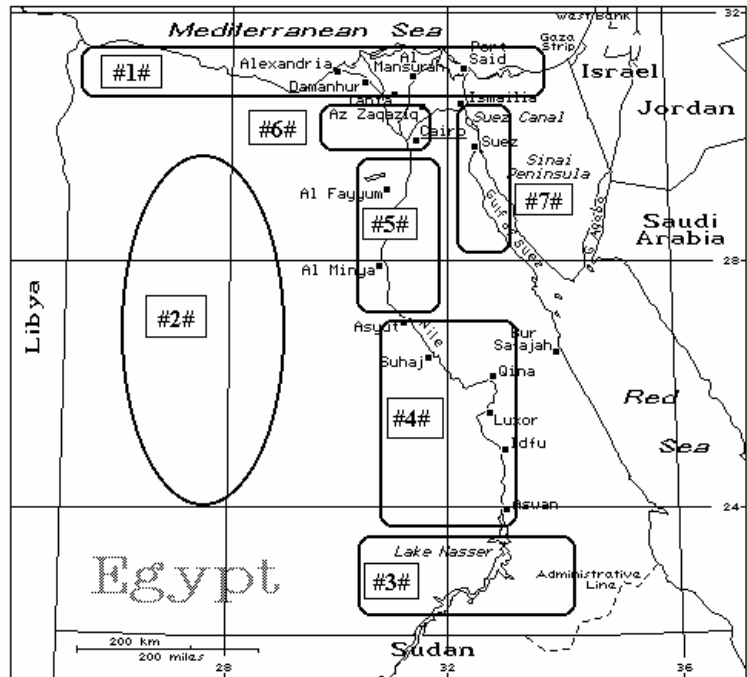 Mediterranean Sea
32
West Bank
Gaza
Strip
Port
Said
Al
Mansurah
Alexandria
#1#
Israel
Damanhur
Tanta
Ismailia
Jordan
Az Zaqaziq
#6#
Suez Canal
Cairo
Suez
Sinai
Peninsula
Al Fayyum
#7#
#5#
Gulf of Suez
G Aqaba
Saudi
Arabia
Al Minya
28
Libya
#2#
Asyut
Nile
Bur
Safajah
Suhaj
Qina
Red
Sea
#4#
Luxor
Idfu
Aswan
24
Lake Nasser
Egypt
#3#
Administrative
Line
200 km
200 miles
Sudan
28
32
36